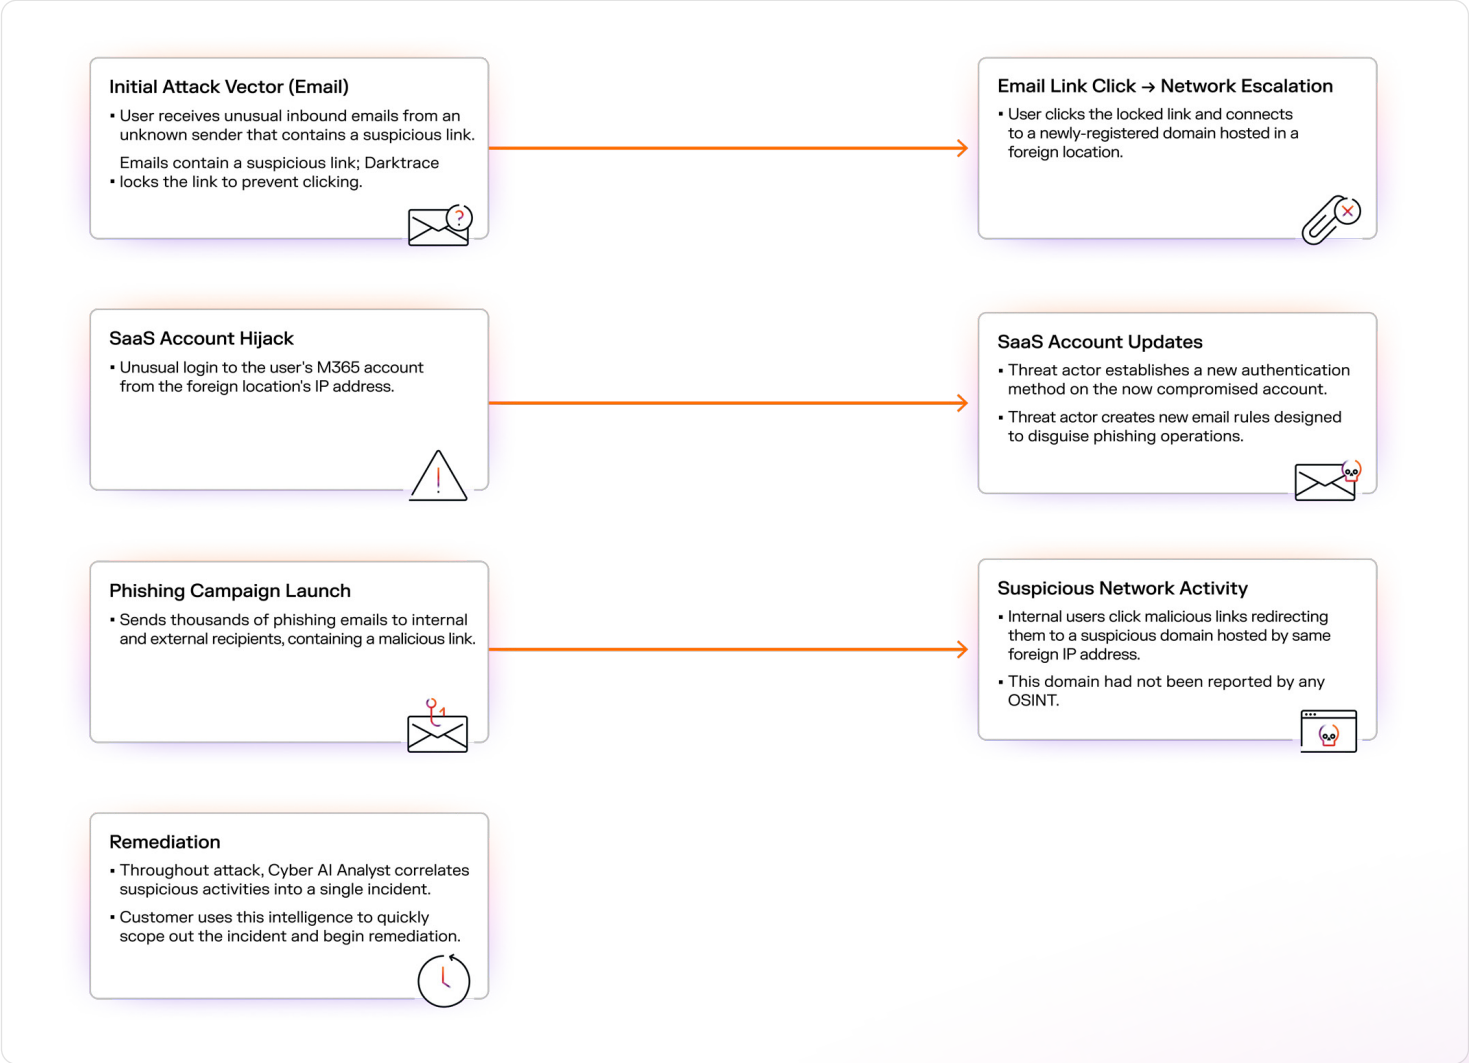 Initial Attack Vector (Email)
▪ User receives unusual inbound emails from an
unknown sender that contains a suspicious link.
Emails contain a suspicious link; Darktrace
▪ locks the link to prevent clicking.
Email Link Click → Network Escalation
▪ User clicks the locked link and connects
to a newly-registered domain hosted in a
foreign location.
SaaS Account Hijack
▪ Unusual login to the user's M365 account
from the foreign location's IP address.
SaaS Account Updates
▪ Threat actor establishes a new authentication
method on the now compromised account.
▪ Threat actor creates new email rules designed
to disguise phishing operations.
Phishing Campaign Launch
▪ Sends thousands of phishing emails to internal
and external recipients, containing a malicious link.
Suspicious Network Activity
▪ Internal users click malicious links redirecting
them to a suspicious domain hosted by same
foreign IP address.
▪ This domain had not been reported by any
OSINT.
Remediation
▪ Throughout attack, Cyber AI Analyst correlates
suspicious activities into a single incident.
▪ Customer uses this intelligence to quickly
scope out the incident and begin remediation.